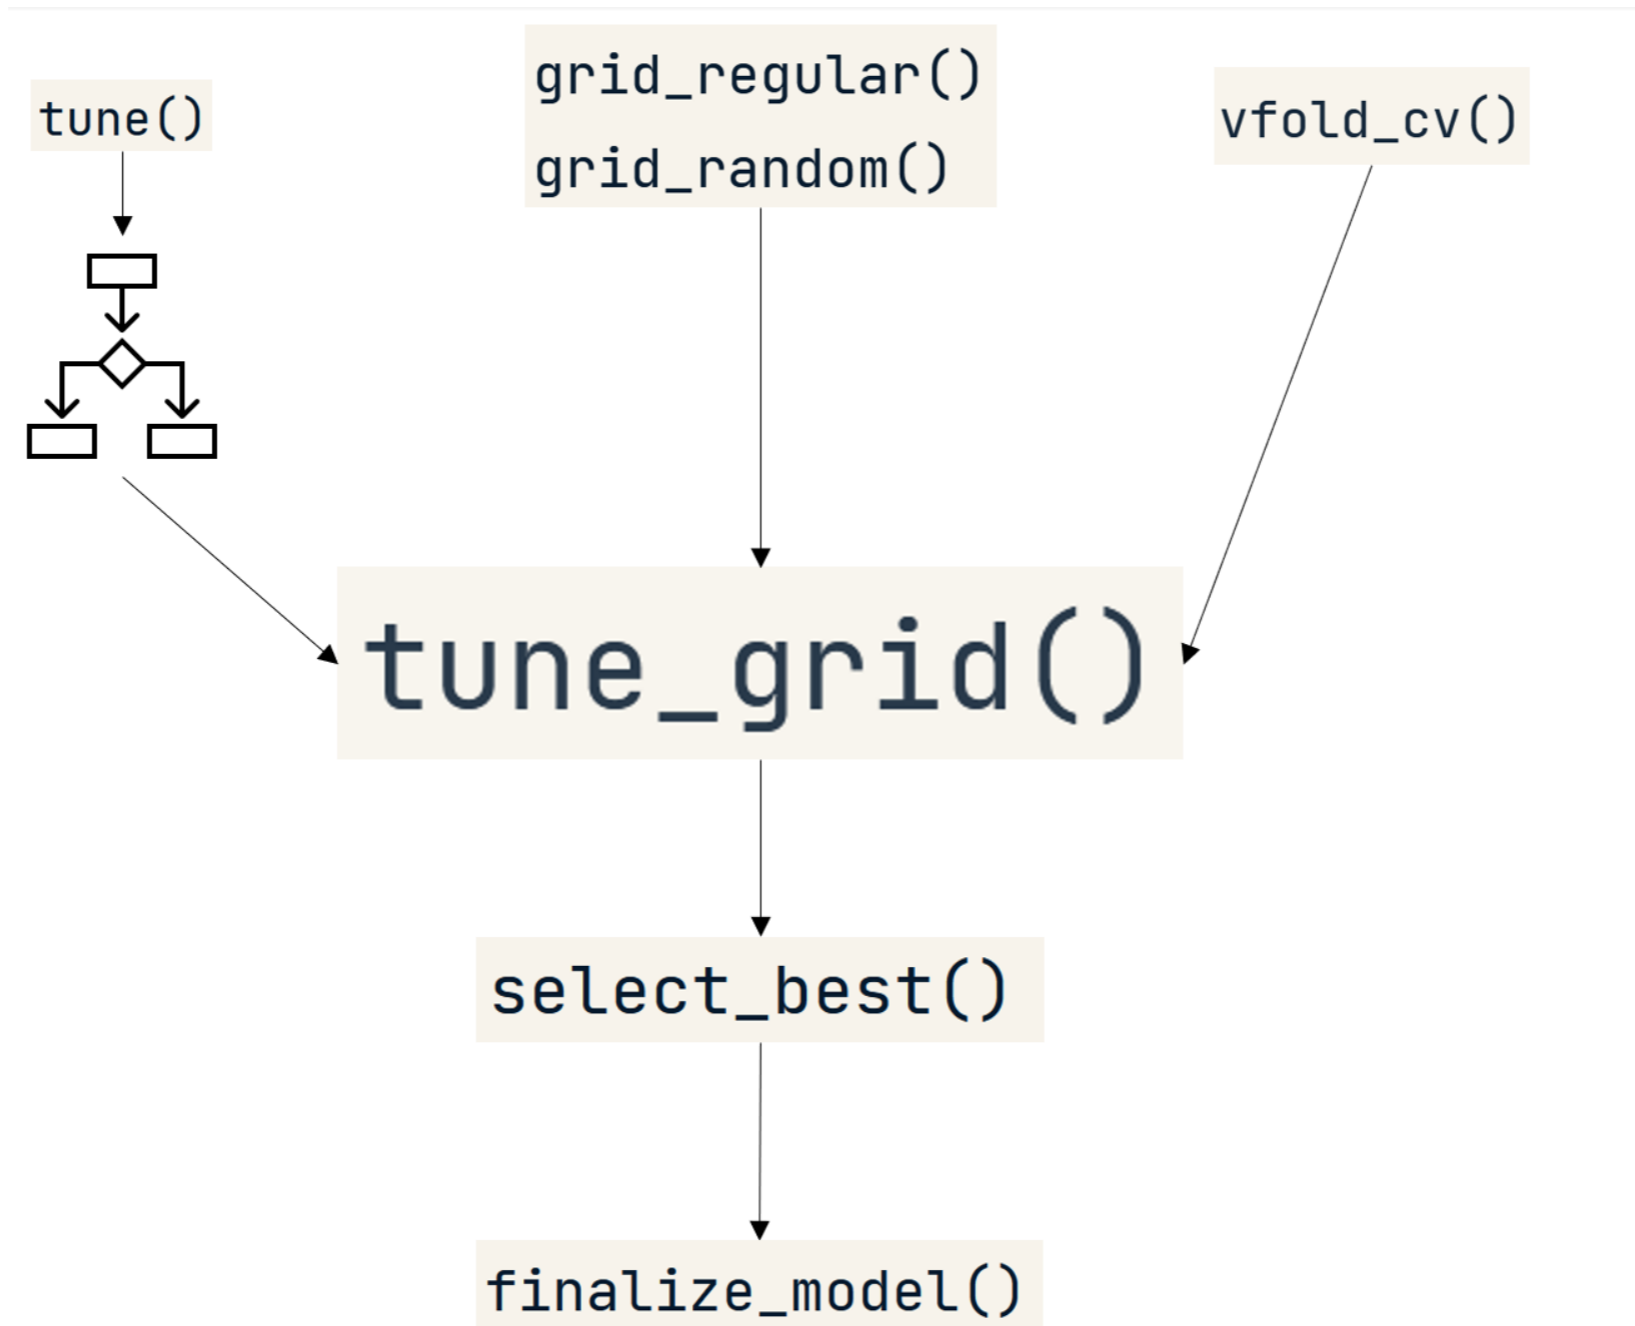 tune()
grid_regular()
grid_random()
vfold_cv()
tune_grid()
select_best()
finalize_model()